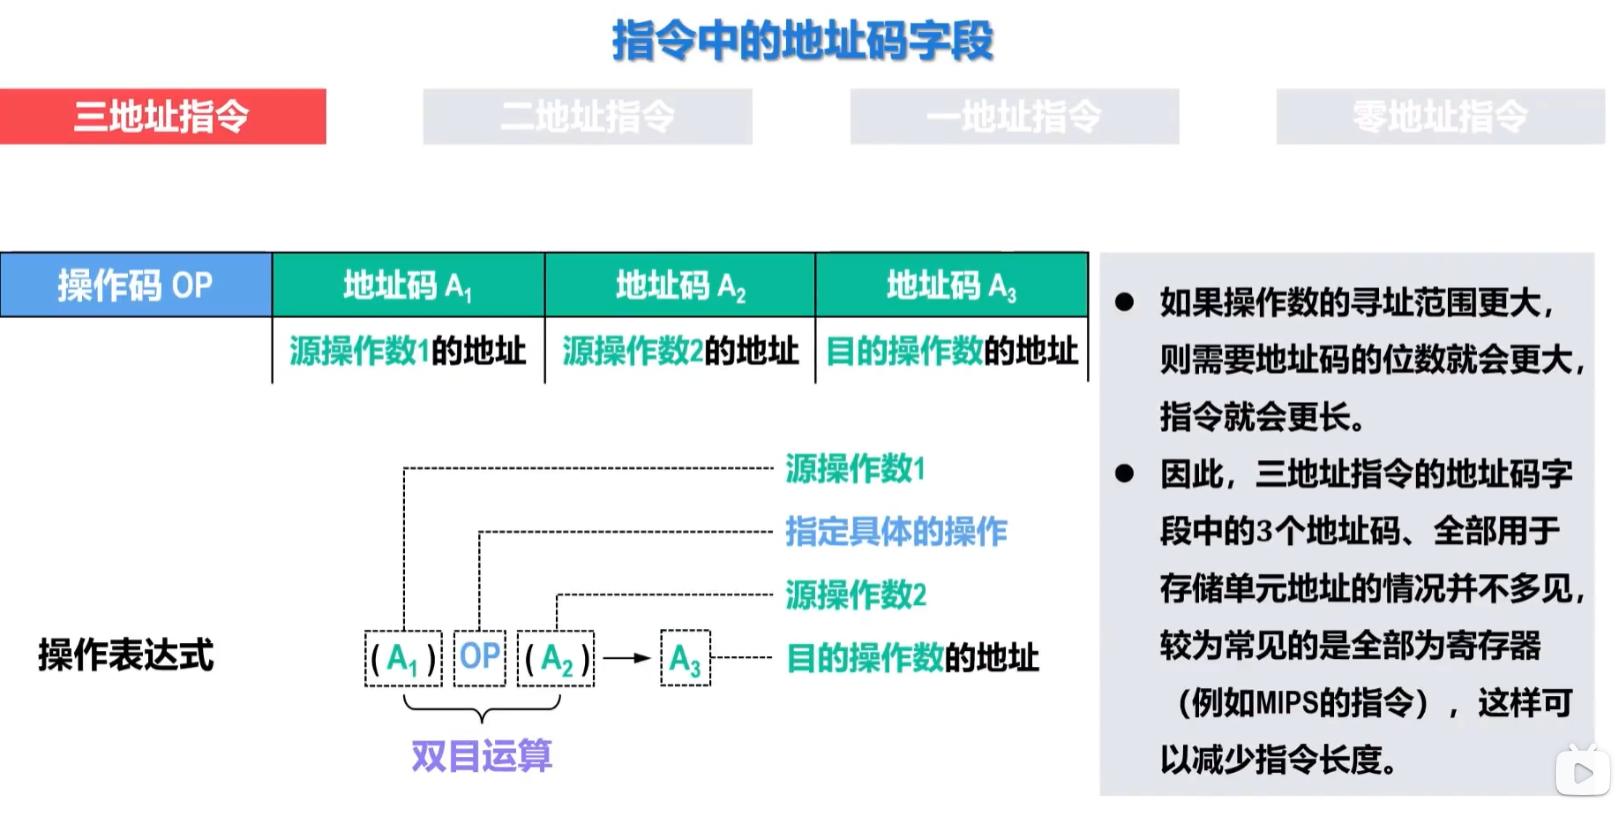 指令中的地址码字段
三地址指令
二地址指令
一地址指令
零地址指令
操作码 OP
地址码 A₁
地址码 A₂
地址码 A₃
源操作数1的地址
源操作数2的地址
目的操作数的地址
源操作数1
指定具体的操作
源操作数2
操作表达式
(A₁) OP (A₂) → A₃
目的操作数的地址
双目运算
● 如果操作数的寻址范围更大，
则需要地址码的位数就会更大，
指令就会更长。
● 因此，三地址指令的地址码字
段中的3个地址码、全部用于
存储单元地址的情况并不多见，
较为常见的是全部为寄存器
（例如MIPS的指令），这样可
以减少指令长度。